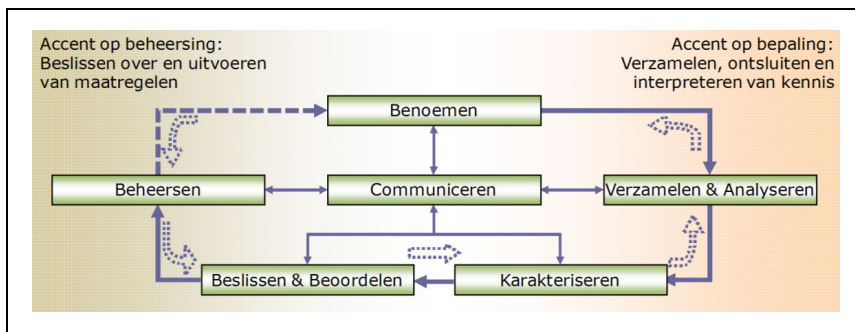 Accent op beheersing:
Beslissen over en uitvoeren
van maatregelen
Accent op bepaling:
Verzamelen, ontsluiten en
interpreteren van kennis
Benoemen
Beheersen
Communiceren
Verzamelen & Analyseren
Beslissen & Beoordelen
Karakteriseren